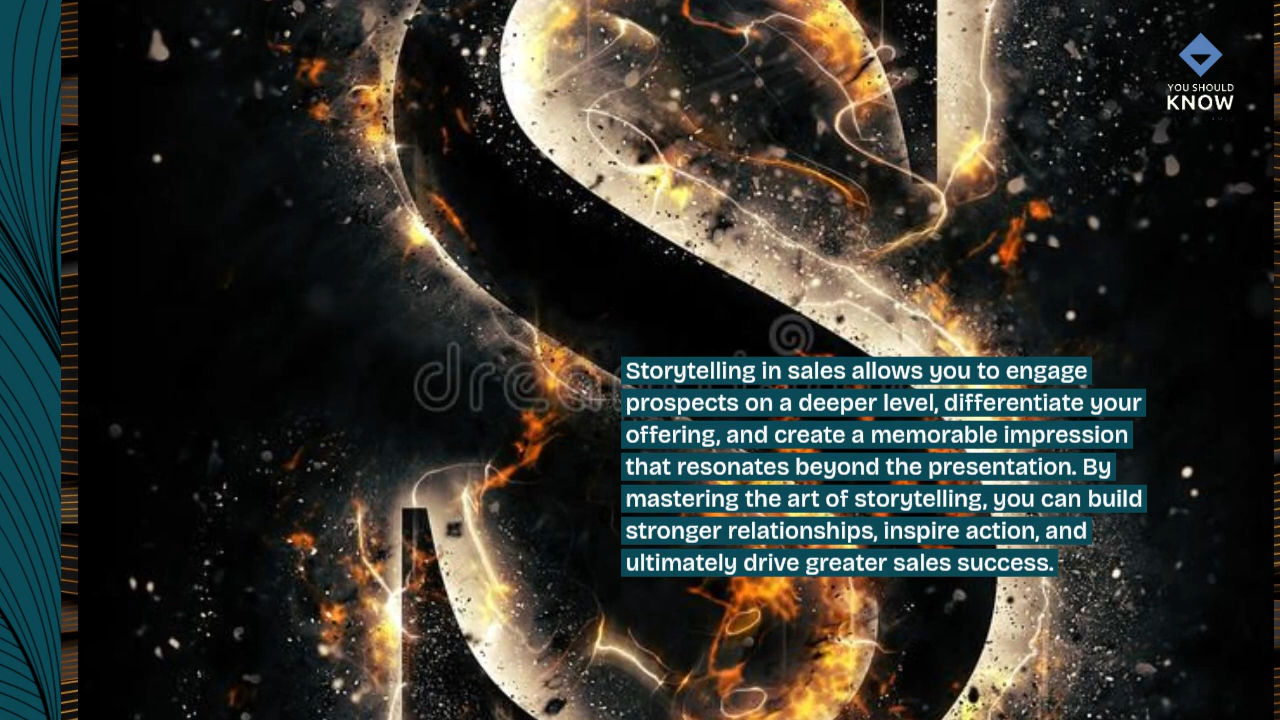 S
YOU SHOULD
KNOW
Storytelling in sales allows you to engage
prospects on a deeper level, differentiate your
offering, and create a memorable impression
that resonates beyond the presentation. By
mastering the art of storytelling, you can build
stronger relationships, inspire action, and
ultimately drive greater sales success.